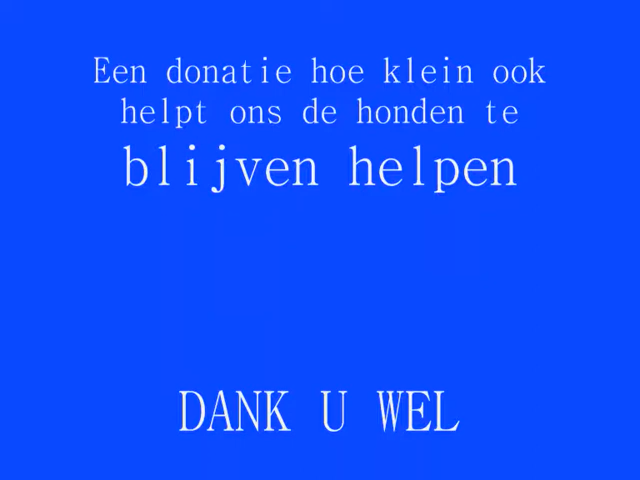 Een donatie hoe klein ook
helpt ons de honden te
blijven helpen
DANK U WEL